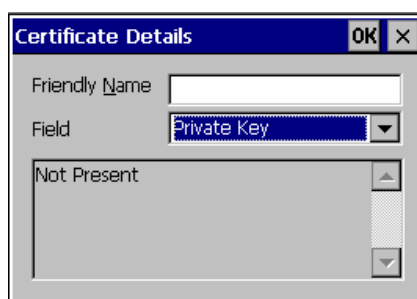 Certificate Details OK ×
Friendly Name
Field Private Key
Not Present